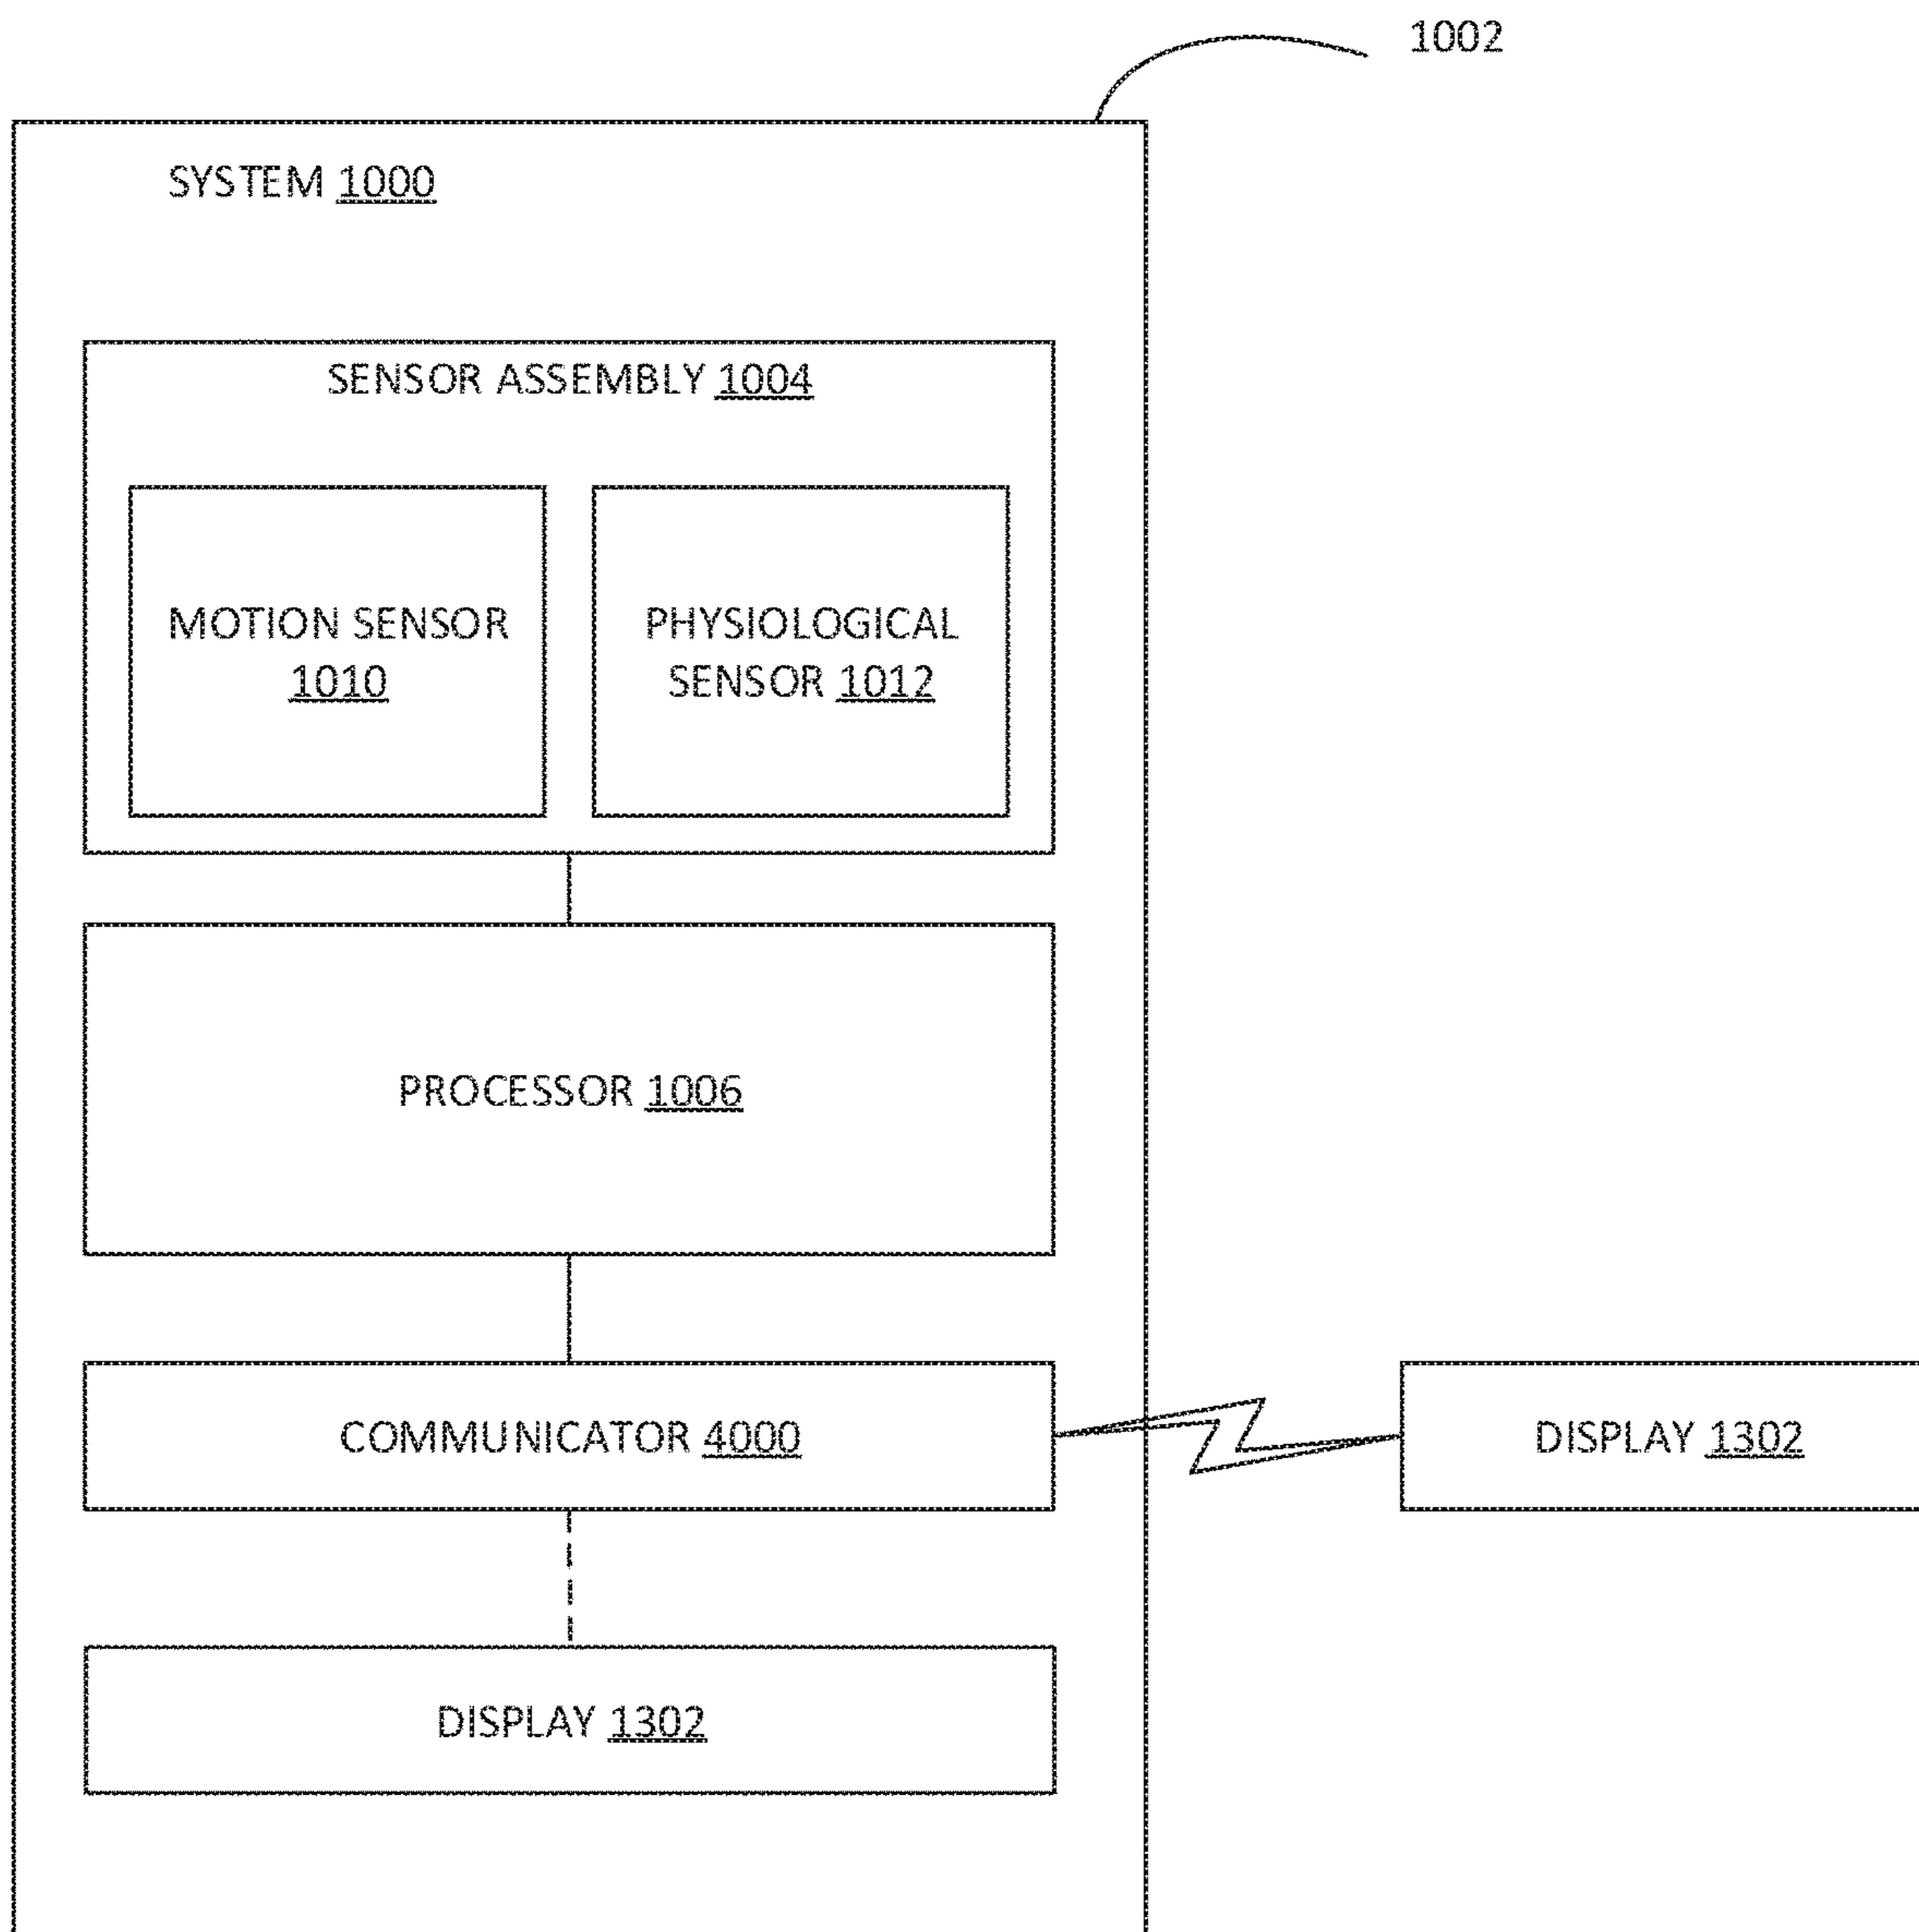 1002
SYSTEM 1000
SENSOR ASSEMBLY 1004
MOTION SENSOR
1010
PHYSIOLOGICAL
SENSOR 1012
PROCESSOR 1006
COMMUNICATOR 4000
DISPLAY 1302
DISPLAY 1302